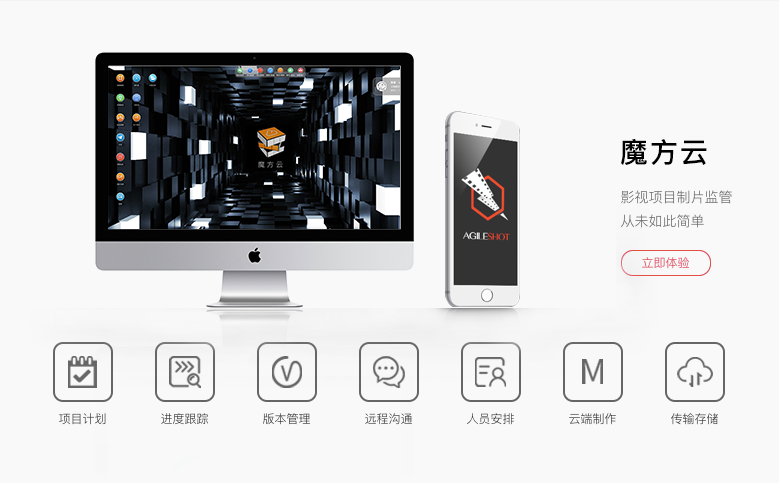 魔方云
AGILESHOT
魔方云
影视项目制片监管
从未如此简单
立即体验
项目计划
进度跟踪
版本管理
远程沟通
人员安排
M
云端制作
传输存储